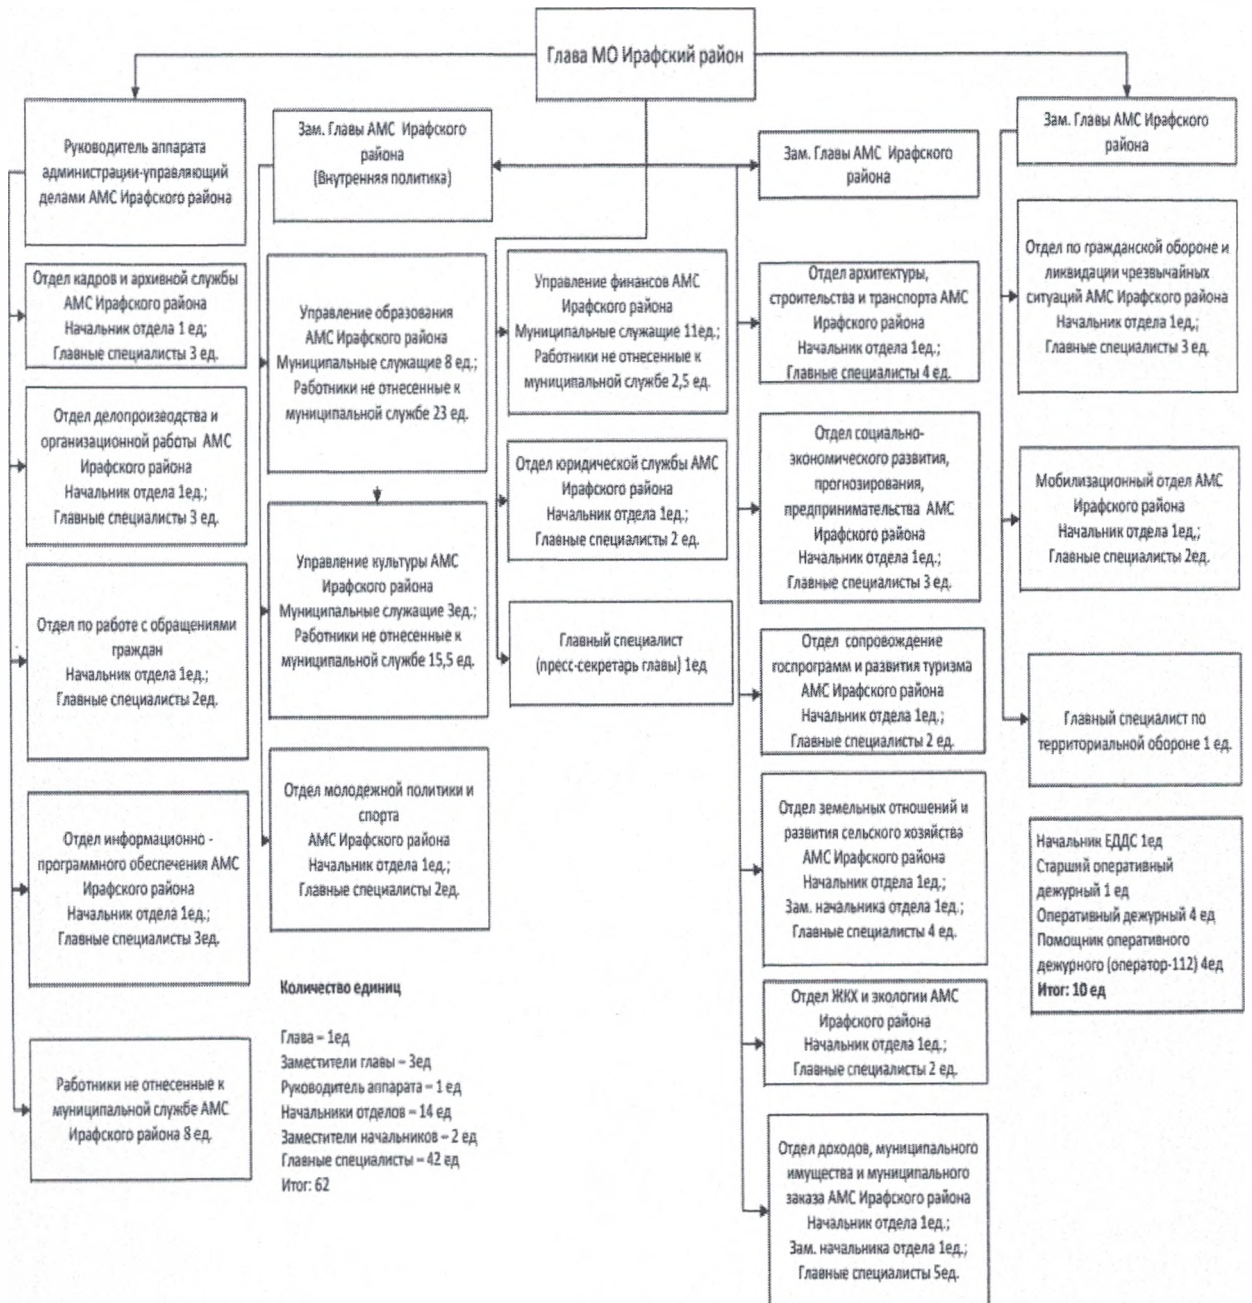 Глава МО Ирафский район
Руководитель аппарата
администрации-управляющий
делами АМС Ирафского района
Отдел кадров и архивной службы
АМС Ирафского района
Начальник отдела 1 ед;
Главные специалисты 3 ед.
Отдел делопроизводства и
организационной работы АМС
Ирафского района
Начальник отдела 1ед.;
Главные специалисты 3 ед.
Отдел по работе с обращениями
граждан
Начальник отдела 1ед.;
Главные специалисты 2ед.
Отдел информационно -
программного обеспечения АМС
Ирафского района
Начальник отдела 1ед.;
Главные специалисты 3ед.
Работники не отнесенные к
муниципальной службе АМС
Ирафского района 8 ед.
Зам. Главы АМС Ирафского
района
(Внутренняя политика)
Управление образования
АМС Ирафского района
Муниципальные служащие 8 ед.;
Работники не отнесенные к
муниципальной службе 23 ед.
Управление культуры АМС
Ирафского района
Муниципальные служащие 3ед.;
Работники не отнесенные к
муниципальной службе 15,5 ед.
Отдел молодежной политики и
спорта
АМС Ирафского района
Начальник отдела 1ед.;
Главные специалисты 2ед.
Количество единиц
Глава – 1ед
Заместители главы – 3ед
Руководитель аппарата – 1 ед
Начальники отделов – 14 ед
Заместители начальников – 2 ед
Главные специалисты – 42 ед
Итог: 62
Управление финансов АМС
Ирафского района
Муниципальные служащие 11ед.;
Работники не отнесенные к
муниципальной службе 2,5 ед.
Отдел юридической службы АМС
Ирафского района
Начальник отдела 1ед.;
Главные специалисты 2 ед.
Главный специалист
(пресс-секретарь главы) 1ед
Зам. Главы АМС Ирафского
района
Отдел архитектуры,
строительства и транспорта АМС
Ирафского района
Начальник отдела 1ед.;
Главные специалисты 4 ед.
Отдел социально-
экономического развития,
прогнозирования,
предпринимательства АМС
Ирафского района
Начальник отдела 1ед.;
Главные специалисты 3 ед.
Отдел сопровождение
госпрограмм и развития туризма
АМС Ирафского района
Начальник отдела 1ед.;
Главные специалисты 2 ед.
Отдел земельных отношений и
развития сельского хозяйства
АМС Ирафского района
Начальник отдела 1ед.;
Зам. начальника отдела 1ед.;
Главные специалисты 4 ед.
Отдел ЖКХ и экологии АМС
Ирафского района
Начальник отдела 1ед.;
Главные специалисты 2 ед.
Отдел доходов, муниципального
имущества и муниципального
заказа АМС Ирафского района
Начальник отдела 1ед.;
Зам. начальника отдела 1ед.;
Главные специалисты 5ед.
Зам. Главы АМС Ирафского
района
Отдел по гражданской обороне и
ликвидации чрезвычайных
ситуаций АМС Ирафского района
Начальник отдела 1ед,;
Главные специалисты 3 ед.
Мобилизационный отдел АМС
Ирафского района
Начальник отдела 1ед,;
Главные специалисты 2ед.
Главный специалист по
территориальной обороне 1 ед.
Начальник ЕДДС 1ед
Старший оперативный
дежурный 1 ед
Оперативный дежурный 4 ед
Помощник оперативного
дежурного (оператор-112) 4ед
Итог: 10 ед